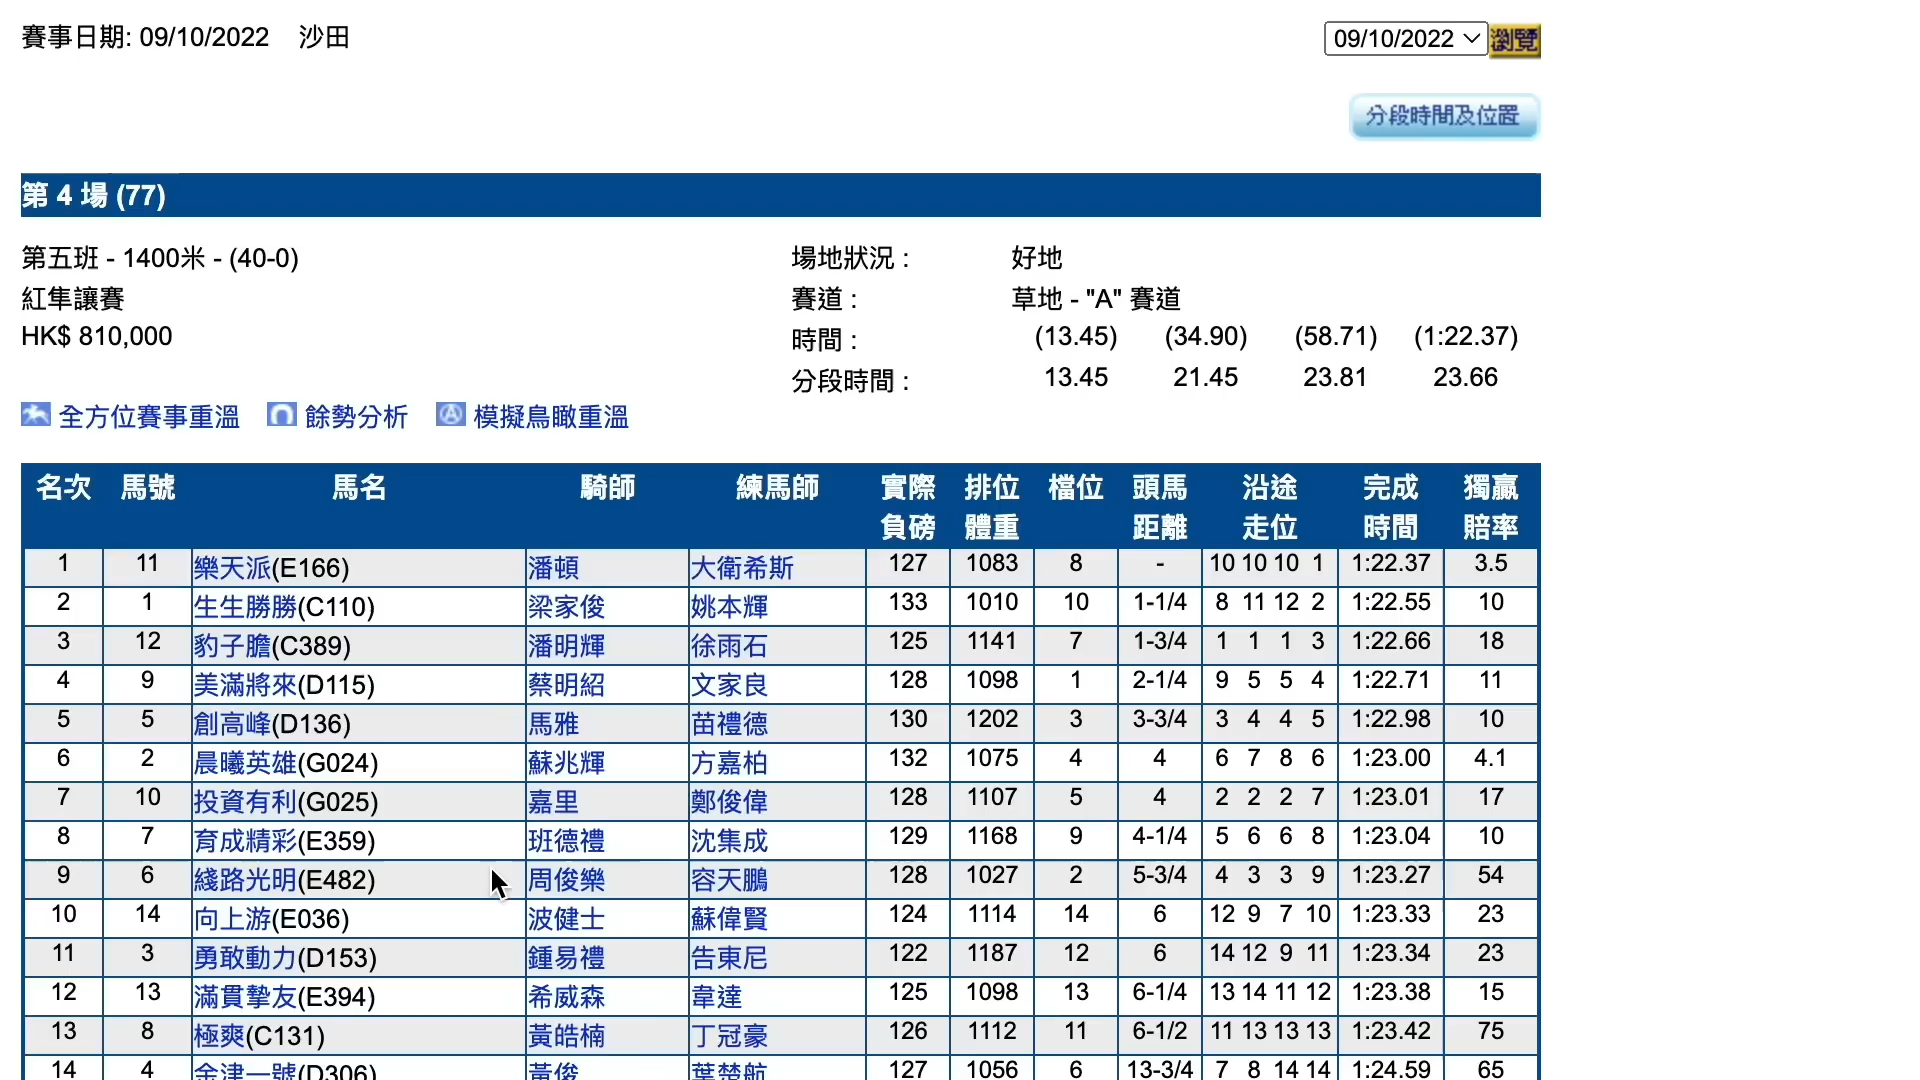 賽事日期: 09/10/2022 沙田
09/10/2022 瀏覽
分段時間及位置
第 4 場 (77)
第五班 - 1400米 - (40-0) 場地狀況 : 好地
紅隼讓賽 賽道 : 草地 - "A" 賽道
HK$ 810,000 時間 : (13.45) (34.90) (58.71) (1:22.37)
分段時間 : 13.45 21.45 23.81 23.66
全方位賽事重溫 餘勢分析 模擬鳥瞰重溫
名次 馬號 馬名 騎師 練馬師 實際負磅 排位體重 檔位 頭馬距離 沿途走位 完成時間 獨贏賠率
1 11 樂天派(E166) 潘頓 大衛希斯 127 1083 8 - 10 10 10 1 1:22.37 3.5
2 1 生生勝勝(C110) 梁家俊 姚本輝 133 1010 10 1-1/4 8 11 12 2 1:22.55 10
3 12 豹子膽(C389) 潘明輝 徐雨石 125 1141 7 1-3/4 1 1 1 3 1:22.66 18
4 9 美滿將來(D115) 蔡明紹 文家良 128 1098 1 2-1/4 9 5 5 4 1:22.71 11
5 5 創高峰(D136) 馬雅 苗禮德 130 1202 3 3-3/4 3 4 4 5 1:22.98 10
6 2 晨曦英雄(G024) 蘇兆輝 方嘉柏 132 1075 4 4 6 7 8 6 1:23.00 4.1
7 10 投資有利(G025) 嘉里 鄭俊偉 128 1107 5 4 2 2 2 7 1:23.01 17
8 7 育成精彩(E359) 班德禮 沈集成 129 1168 9 4-1/4 5 6 6 8 1:23.04 10
9 6 綫路光明(E482) 周俊樂 容天鵬 128 1027 2 5-3/4 4 3 3 9 1:23.27 54
10 14 向上游(E036) 波健士 蘇偉賢 124 1114 14 6 12 9 7 10 1:23.33 23
11 3 勇敢動力(D153) 鍾易禮 告東尼 122 1187 12 6 14 12 9 11 1:23.34 23
12 13 滿貫摯友(E394) 希威森 韋達 125 1098 13 6-1/4 13 14 11 12 1:23.38 15
13 8 極爽(C131) 黃皓楠 丁冠豪 126 1112 11 6-1/2 11 13 13 13 1:23.42 75
14 4 金津一號(D306) 黃俊 葉楚航 127 1056 6 13-3/4 7 8 14 14 1:24.59 65